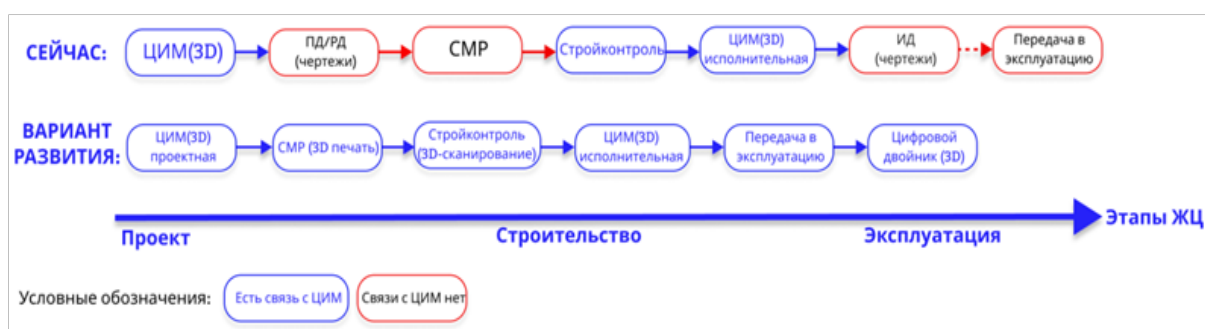 СЕЙЧАС:
ЦИМ(3D)
ПД/РД
(чертежи)
СМР
Стройконтроль
ЦИМ(3D)
исполнительная
ИД
(чертежи)
Передача в
эксплуатацию
ВАРИАНТ
РАЗВИТИЯ:
ЦИМ(3D)
проектная
СМР (3D печать)
Стройконтроль
(3D-сканирование)
ЦИМ(3D)
исполнительная
Передача в
эксплуатацию
Цифровой
двойник (3D)
Этапы ЖЦ
Проект
Строительство
Эксплуатация
Условные обозначения:
Есть связь с ЦИМ
Связи с ЦИМ нет